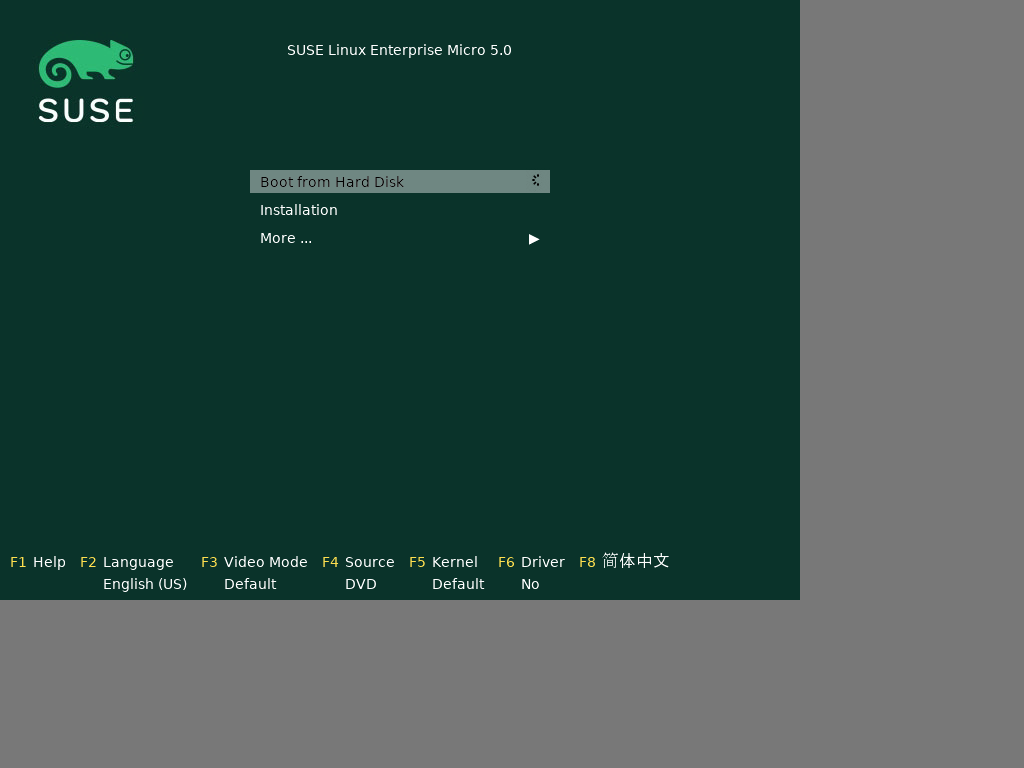 SUSE Linux Enterprise Micro 5.0
SUSE
Boot from Hard Disk
Installation
More ...
F1 Help F2 Language F3 Video Mode F4 Source F5 Kernel F6 Driver F8 简体中文
English (US) Default DVD Default No